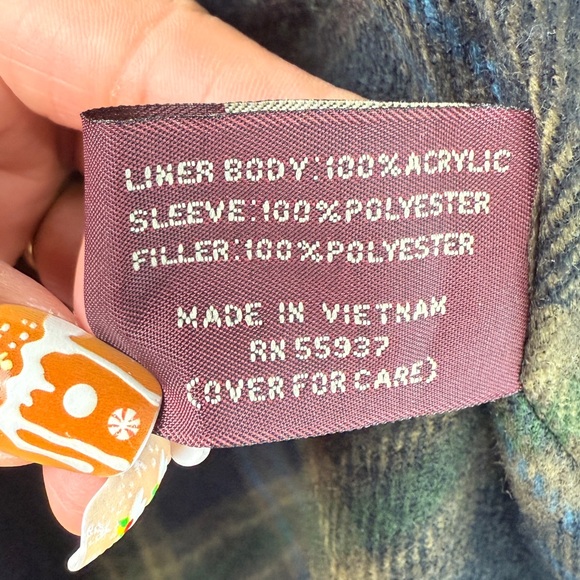 LINER BODY:100%ACRYLIC
SLEEVE:100%POLYESTER
FILLER:100%POLYESTER
MADE IN VIETNAM
RN 55937
(OVER FOR CARE)